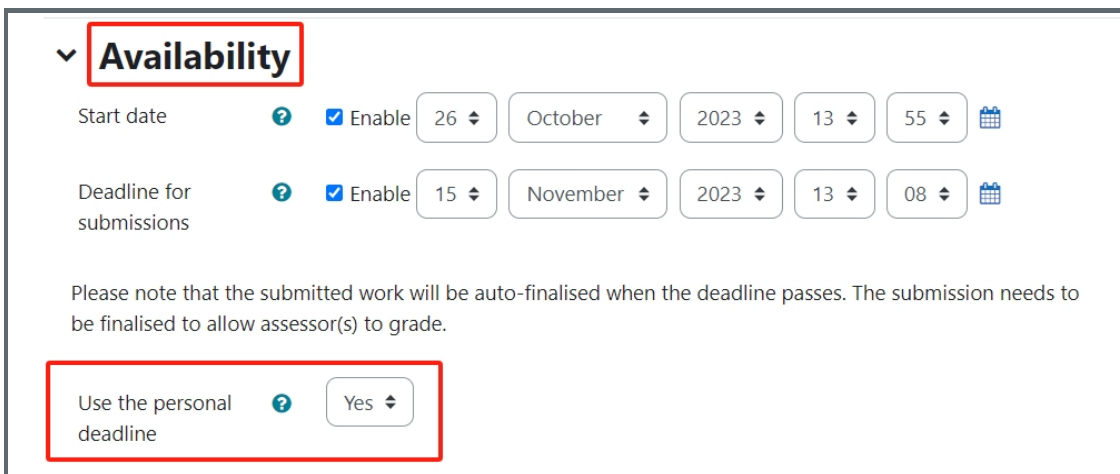 Availability
Start date Enable 26 October 2023 13 55
Deadline for Enable 15 November 2023 13 08
submissions
Please note that the submitted work will be auto-finalised when the deadline passes. The submission needs to
be finalised to allow assessor(s) to grade.
Use the personal Yes
deadline